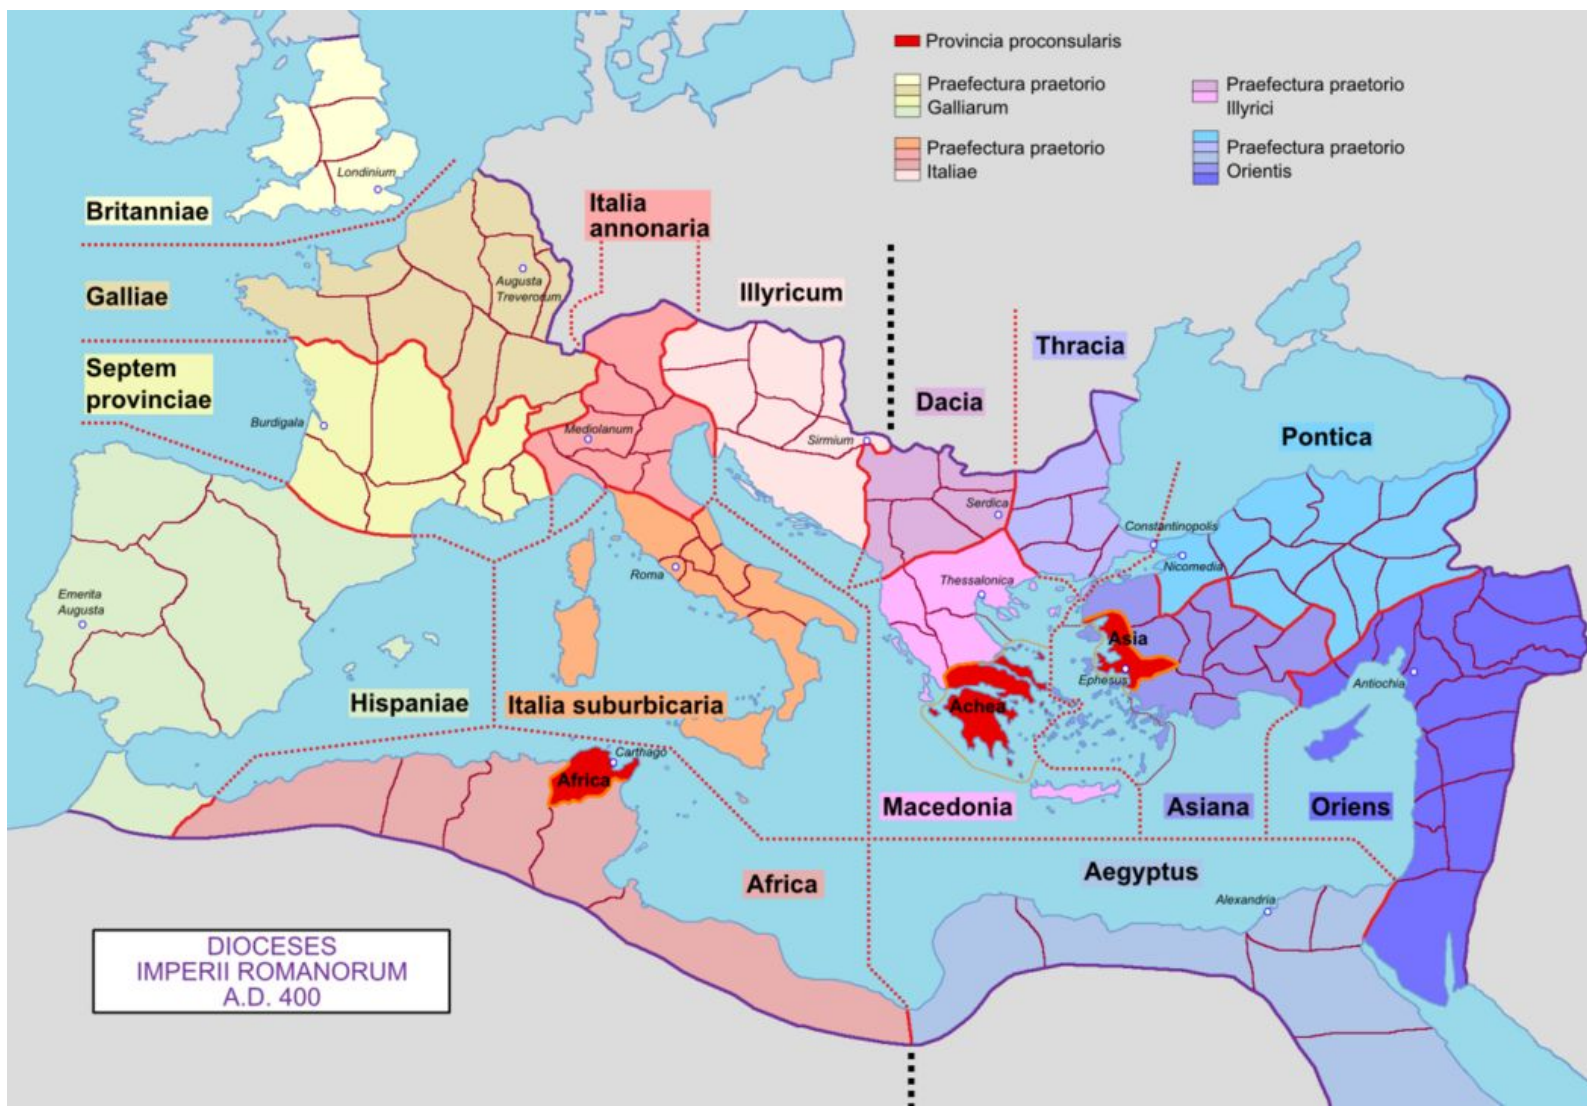 Provincia proconsularis
Praefectura praetorio
Galliarum
Praefectura praetorio
Illyrici
Praefectura praetorio
Italiae
Praefectura praetorio
Orientis
Londinium
Britanniae
Italia
annonaria
Augusta
Treverorum
Galliae
Illyricum
Thracia
Septem
provinciae
Dacia
Burdigala
Mediolanum
Sirmium
Pontica
Serdica
Constantinopolis
Nicomedia
Roma
Thessalonica
Emerita
Augusta
Asia
Ephesus
Antiochia
Hispaniae
Italia suburbicaria
Achea
Carthago
Africa
Macedonia
Asiana
Oriens
Africa
Aegyptus
Alexandria
DIOCESES
IMPERII ROMANORUM
A.D. 400